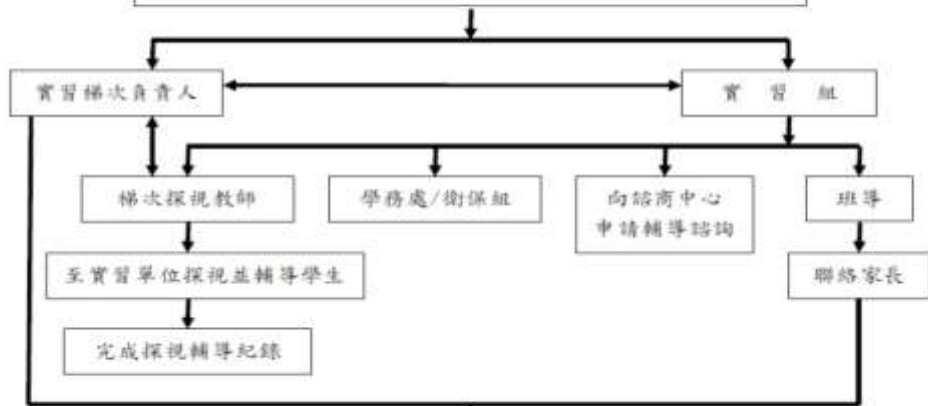 實習梯次負責人
實習組
梯次探視教師
學務處/衛保組
向諮商中心
申請輔導諮詢
班導
至實習單位探視並輔導學生
聯絡家長
完成探視輔導紀錄